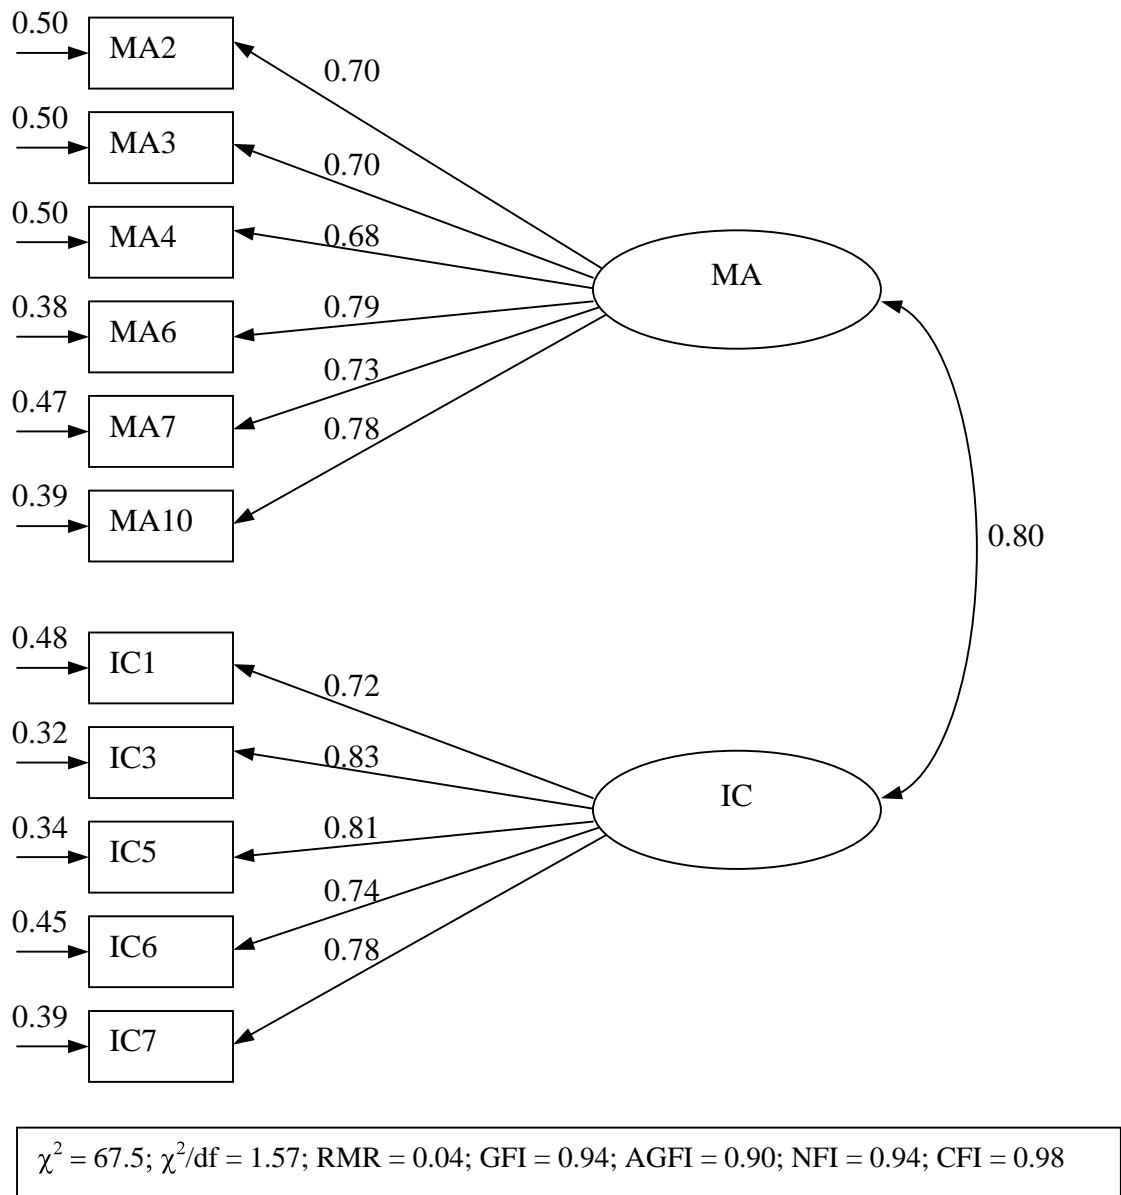 0.50
MA2
0.70
0.50
MA3
0.70
0.50
MA4
0.68
MA
0.38
MA6
0.79
0.47
MA7
0.73
0.78
0.39
MA10
0.80
0.48
IC1
0.72
0.32
IC3
0.83
IC
0.34
IC5
0.81
0.45
IC6
0.74
0.78
0.39
IC7
χ² = 67.5; χ²/df = 1.57; RMR = 0.04; GFI = 0.94; AGFI = 0.90; NFI = 0.94; CFI = 0.98